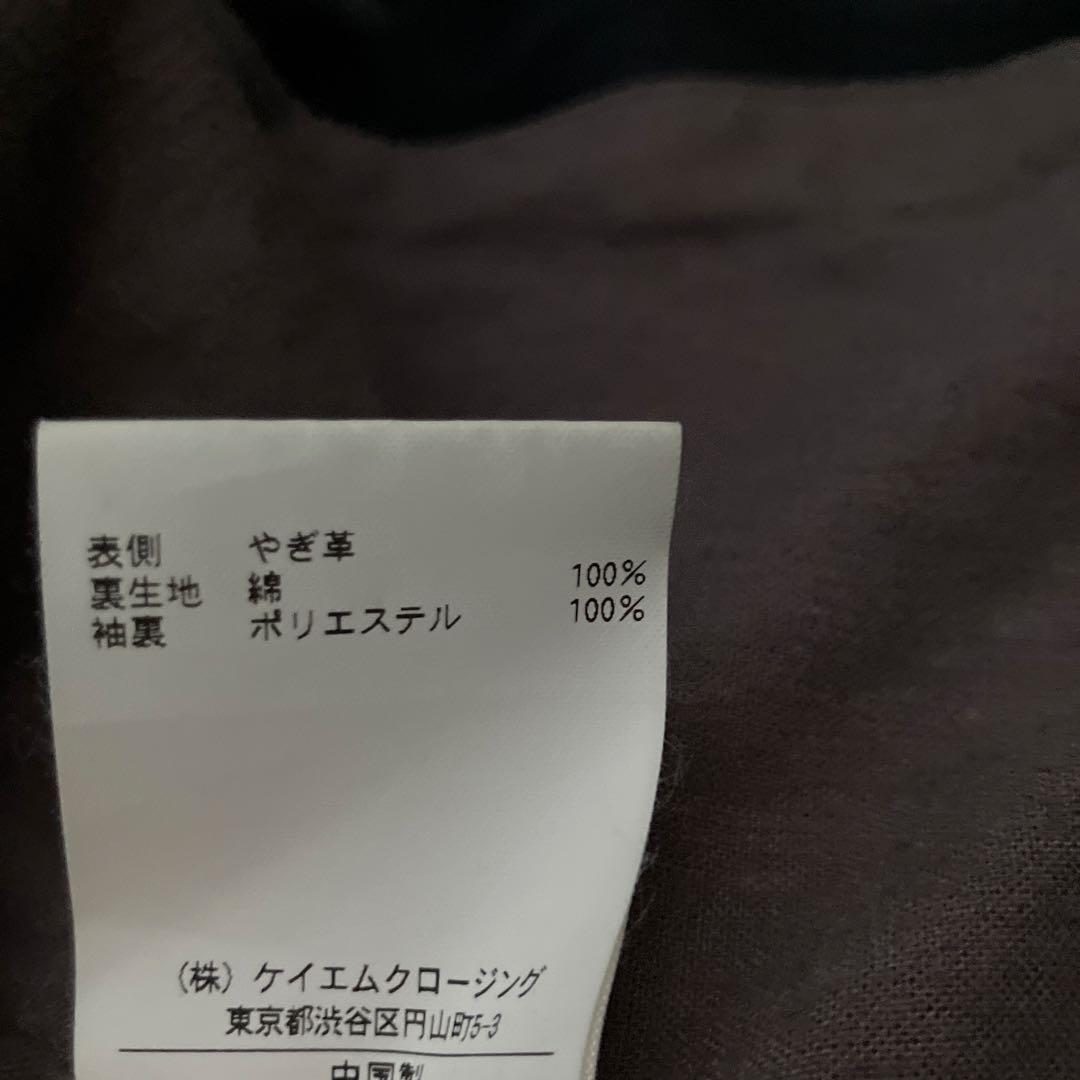 表側 やぎ革
裏生地 綿 100%
袖裏 ポリエステル 100%
(株)ケイエムクロージング
東京都渋谷区円山町5-3
中国製